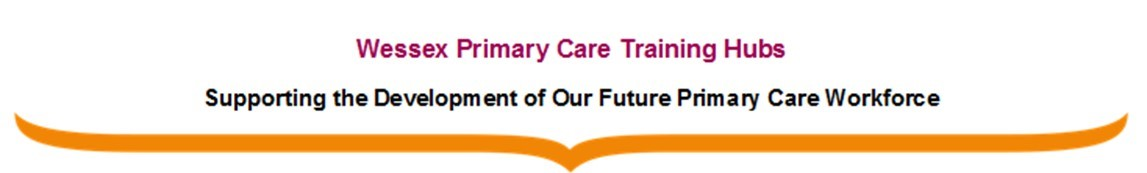 Wessex Primary Care Training Hubs
Supporting the Development of Our Future Primary Care Workforce